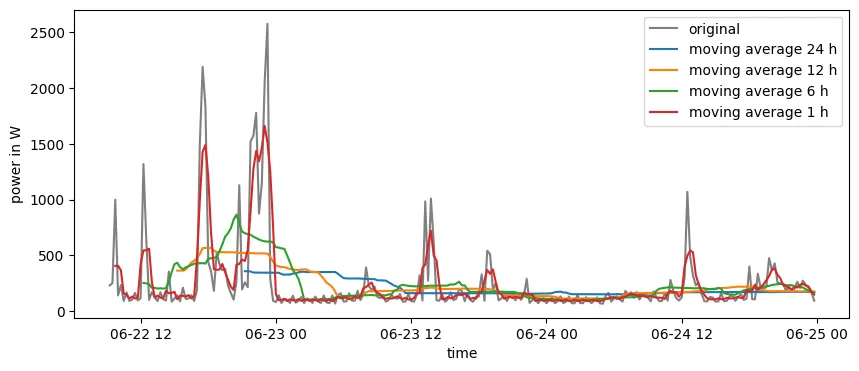 2500
2000
1500
1000
500
0
power in W
original
moving average 24 h
moving average 12 h
moving average 6 h
moving average 1 h
06-22 12
06-23 00
06-23 12
06-24 00
06-24 12
06-25 00
time